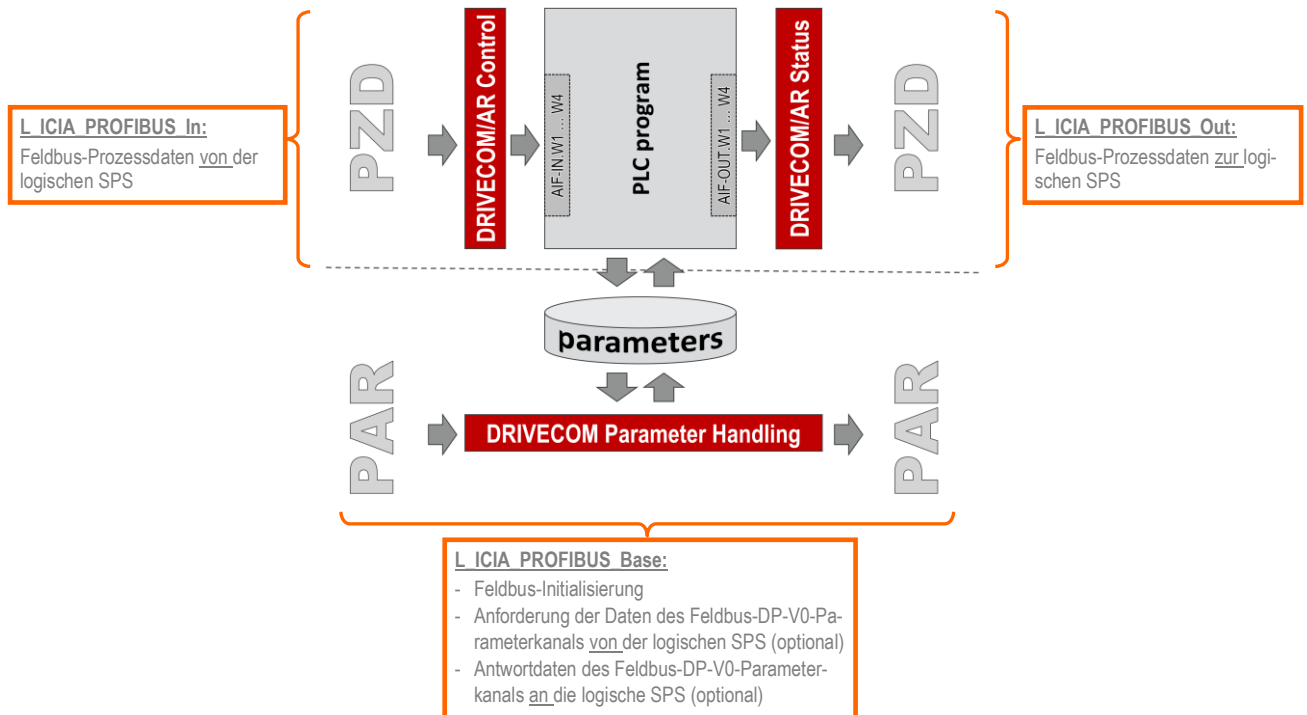 L_ICIA_PROFIBUS_In:
Feldbus-Prozessdaten von der
logischen SPS
PZD
DRIVECOM/AR Control
AIF-IN.W1 ... W4
PLC program
AIF-OUT.W1 ... W4
DRIVECOM/AR Status
PZD
L_ICIA_PROFIBUS_Out:
Feldbus-Prozessdaten zur logi-
schen SPS
parameters
PAR
DRIVECOM Parameter Handling
PAR
L_ICIA_PROFIBUS_Base:
- Feldbus-Initialisierung
- Anforderung der Daten des Feldbus-DP-V0-Pa-
rameterkanals von der logischen SPS (optional)
- Antwortdaten des Feldbus-DP-V0-Parameter-
kanals an die logische SPS (optional)